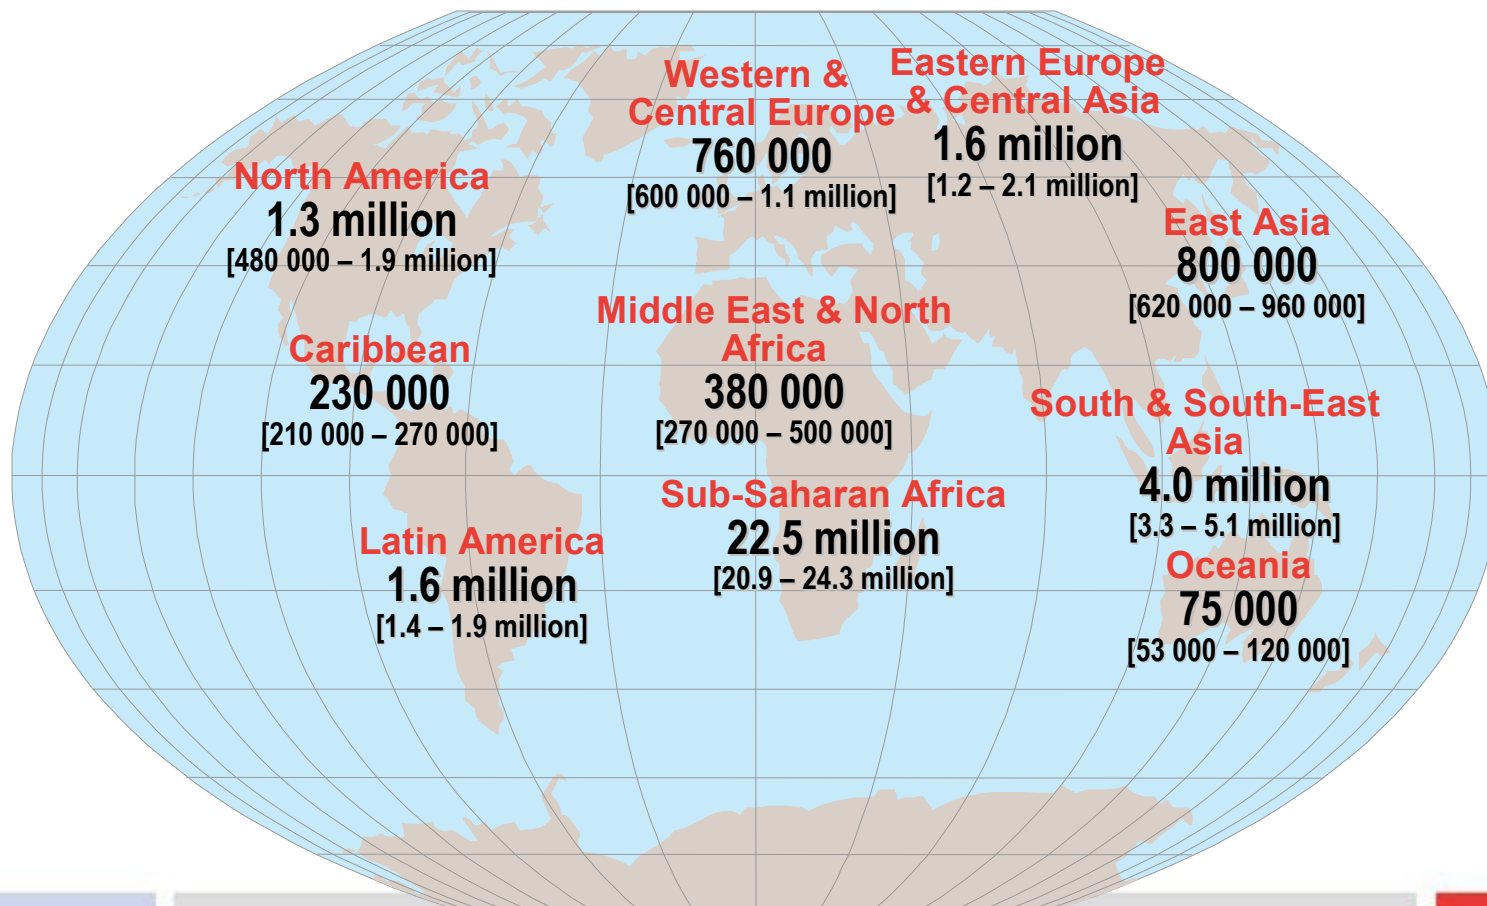 Western &
Central Europe
760 000
[600 000 – 1.1 million]
Eastern Europe
& Central Asia
1.6 million
[1.2 – 2.1 million]
North America
1.3 million
[480 000 – 1.9 million]
East Asia
800 000
[620 000 – 960 000]
Middle East & North
Africa
380 000
[270 000 – 500 000]
Caribbean
230 000
[210 000 – 270 000]
South & South-East
Asia
4.0 million
[3.3 – 5.1 million]
Sub-Saharan Africa
22.5 million
[20.9 – 24.3 million]
Latin America
1.6 million
[1.4 – 1.9 million]
Oceania
75 000
[53 000 – 120 000]